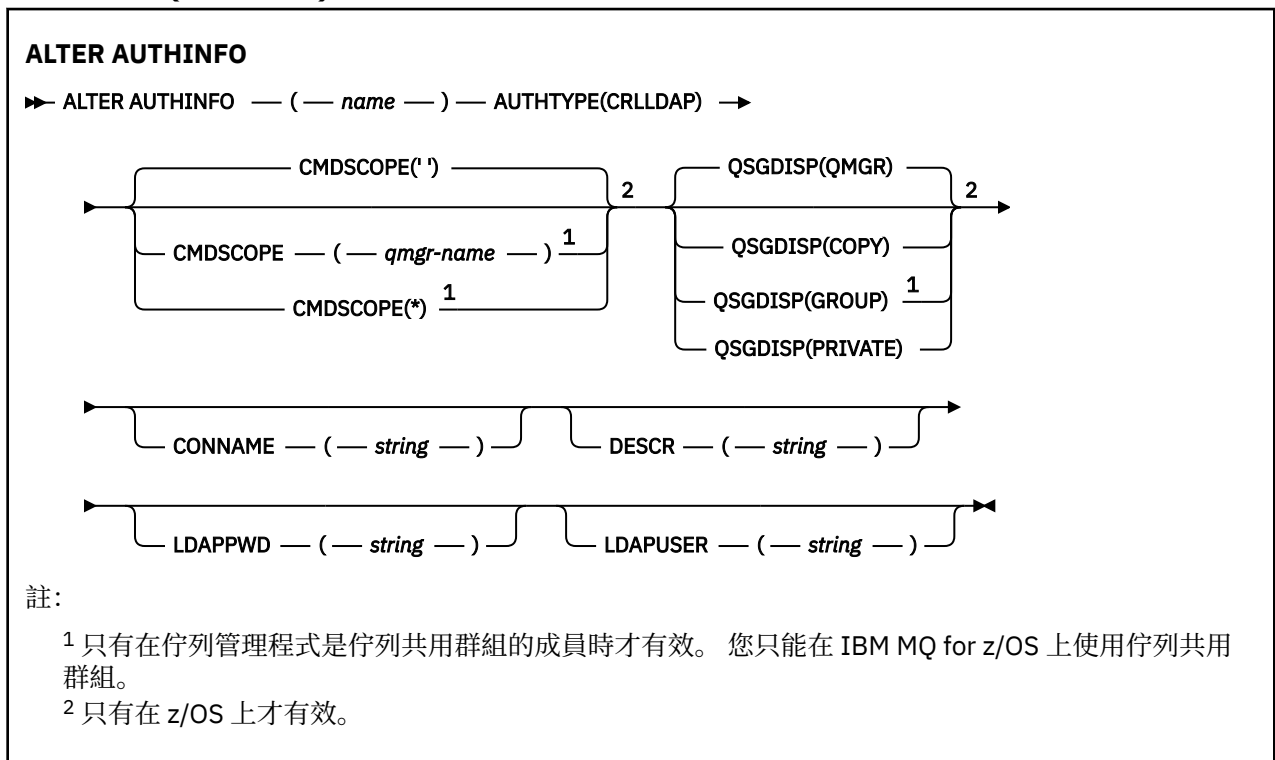 ALTER AUTHINFO
ALTER AUTHINFO ( name ) AUTHTYPE(CRLLDAP)
CMDSCOPE(' ')
CMDSCOPE ( qmgr-name ) 1
CMDSCOPE(*) 1
2
QSGDISP(QMGR)
QSGDISP(COPY)
QSGDISP(GROUP) 1
QSGDISP(PRIVATE)
2
CONNAME ( string )
DESCR ( string )
LDAPPWD ( string )
LDAPUSER ( string )
註:
1 只有在佇列管理程式是佇列共用群組的成員時才有效。 您只能在 IBM MQ for z/OS 上使用佇列共用
群組。
2 只有在 z/OS 上才有效。